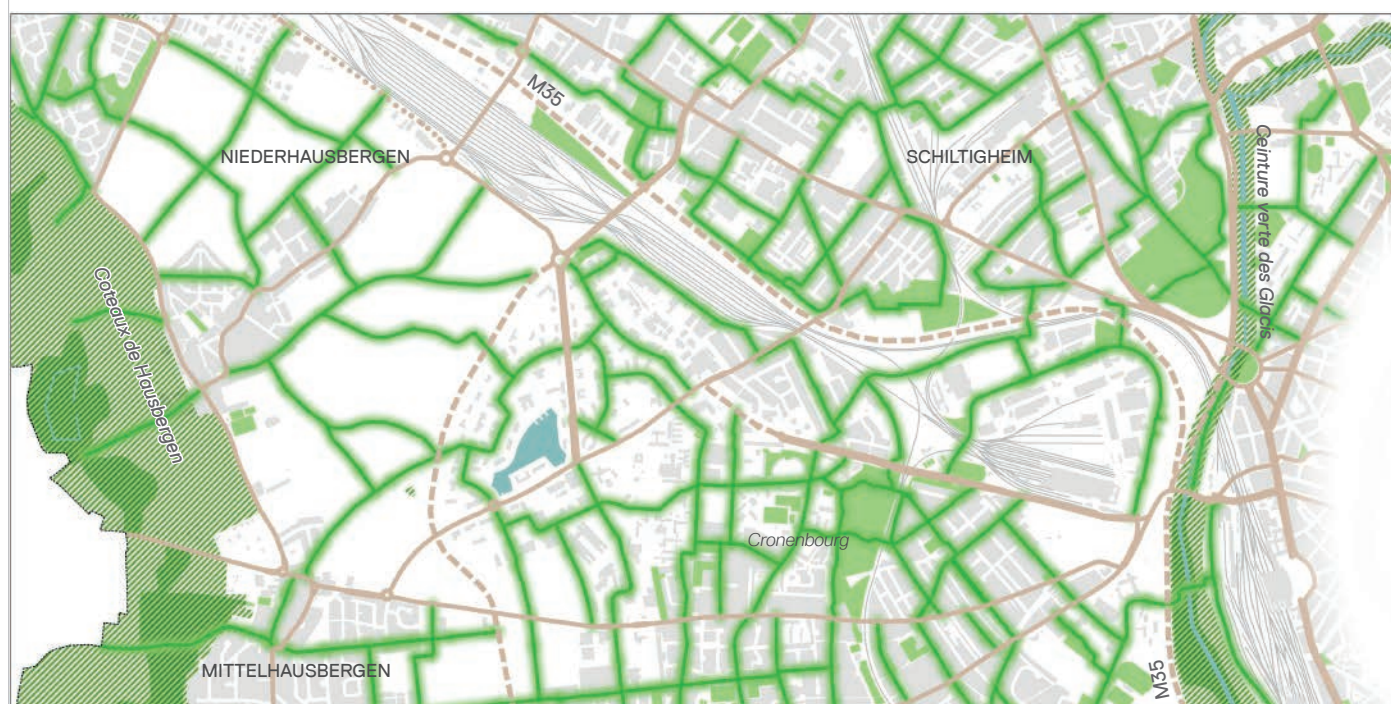 M35
NIEDERHAUSBERGEN
SCHILTIGHEIM
Ceinture verte des Glacis
Coteaux de Hausbergen
Cronenbourg
MITTELHAUSBERGEN
M35